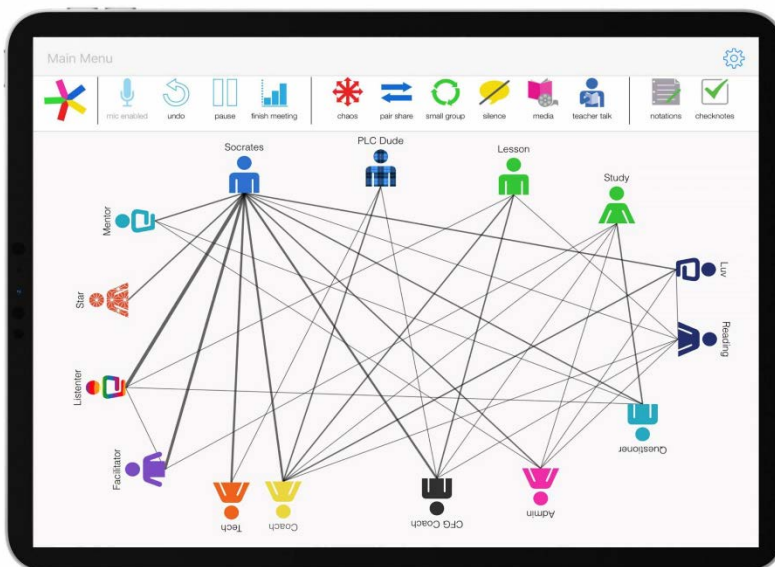 Main Menu
mic enabled
undo
pause
finish meeting
chaos
pair share
small group
silence
media
teacher talk
notations
checknotes
Socrates
PLC Dude
Lesson
Study
Mentor
Luv
Star
Reading
Listenter
Questioner
Facilitator
Tech
Coach
CFG Coach
Admin